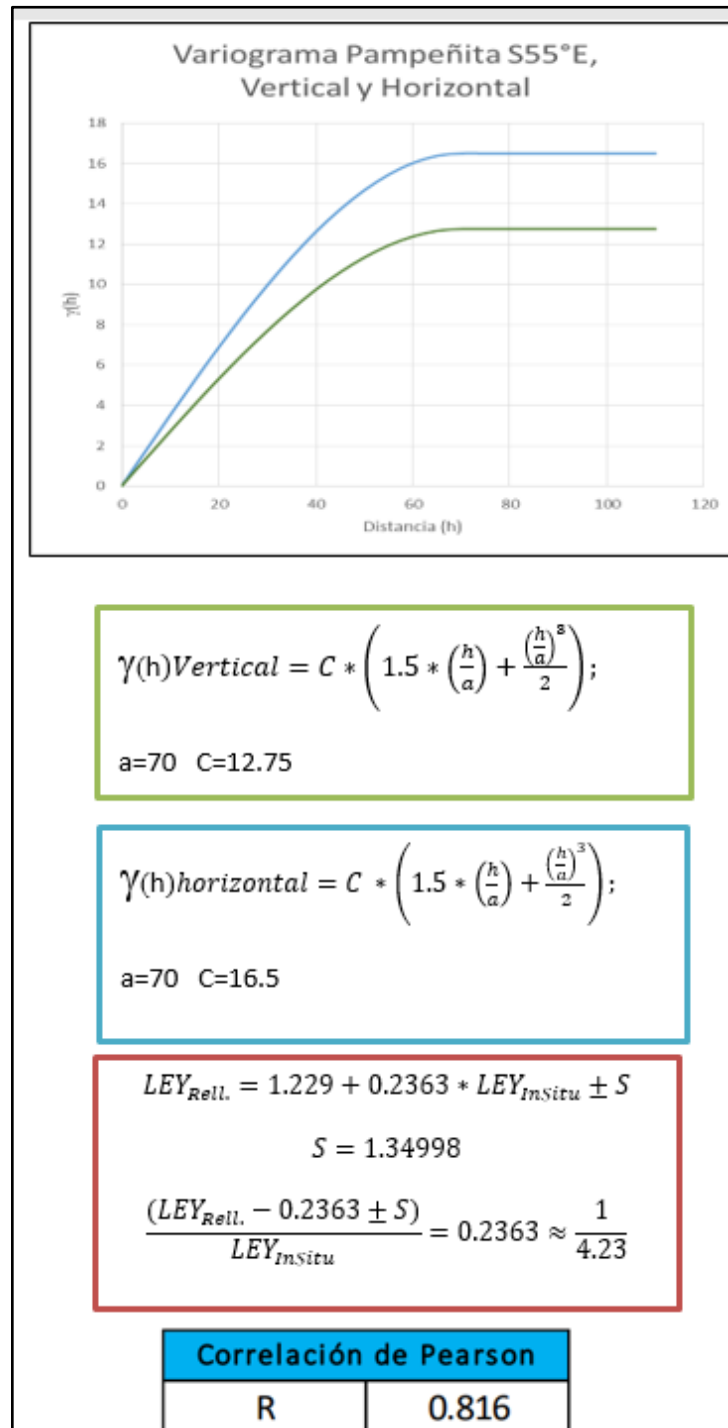 Variograma Pampeñita S55°E,
Vertical y Horizontal
18
16
14
12
10
8
6
4
2
0
γ(h)
0 20 40 60 80 100 120
Distancia (h)
γ(h)Vertical = C * (1.5 * (h/a) + (h/a)^3/2);
a=70 C=12.75
γ(h)horizontal = C * (1.5 * (h/a) + (h/a)^3/2);
a=70 C=16.5
LEY_Rell. = 1.229 + 0.2363 * LEY_InSitu ± S
S = 1.34998
(LEY_Rell. − 0.2363 ± S)/LEY_InSitu = 0.2363 ≈ 1/4.23
Correlación de Pearson
R 0.816